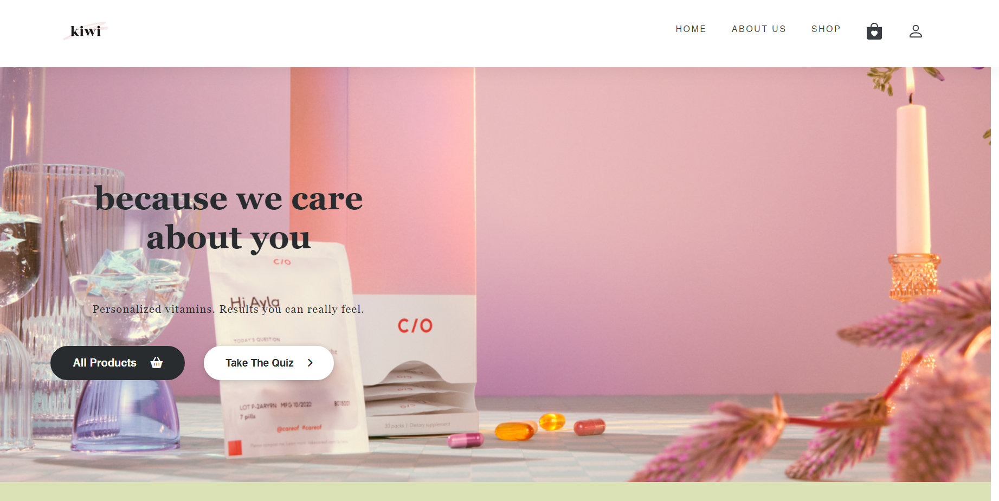 kiwi
HOME
ABOUT US
SHOP
because we care
about you
C/O
Hi Ayla
Personalized vitamins. Results you can really feel.
C/O
TODAY'S QUESTION
the
All Products
Take The Quiz
C/O
C/O
C/O
LOT P-2ARY9N MFG 10/2022
BC15001
7 pills
30 packs | Dietary supplement
@careof #careof